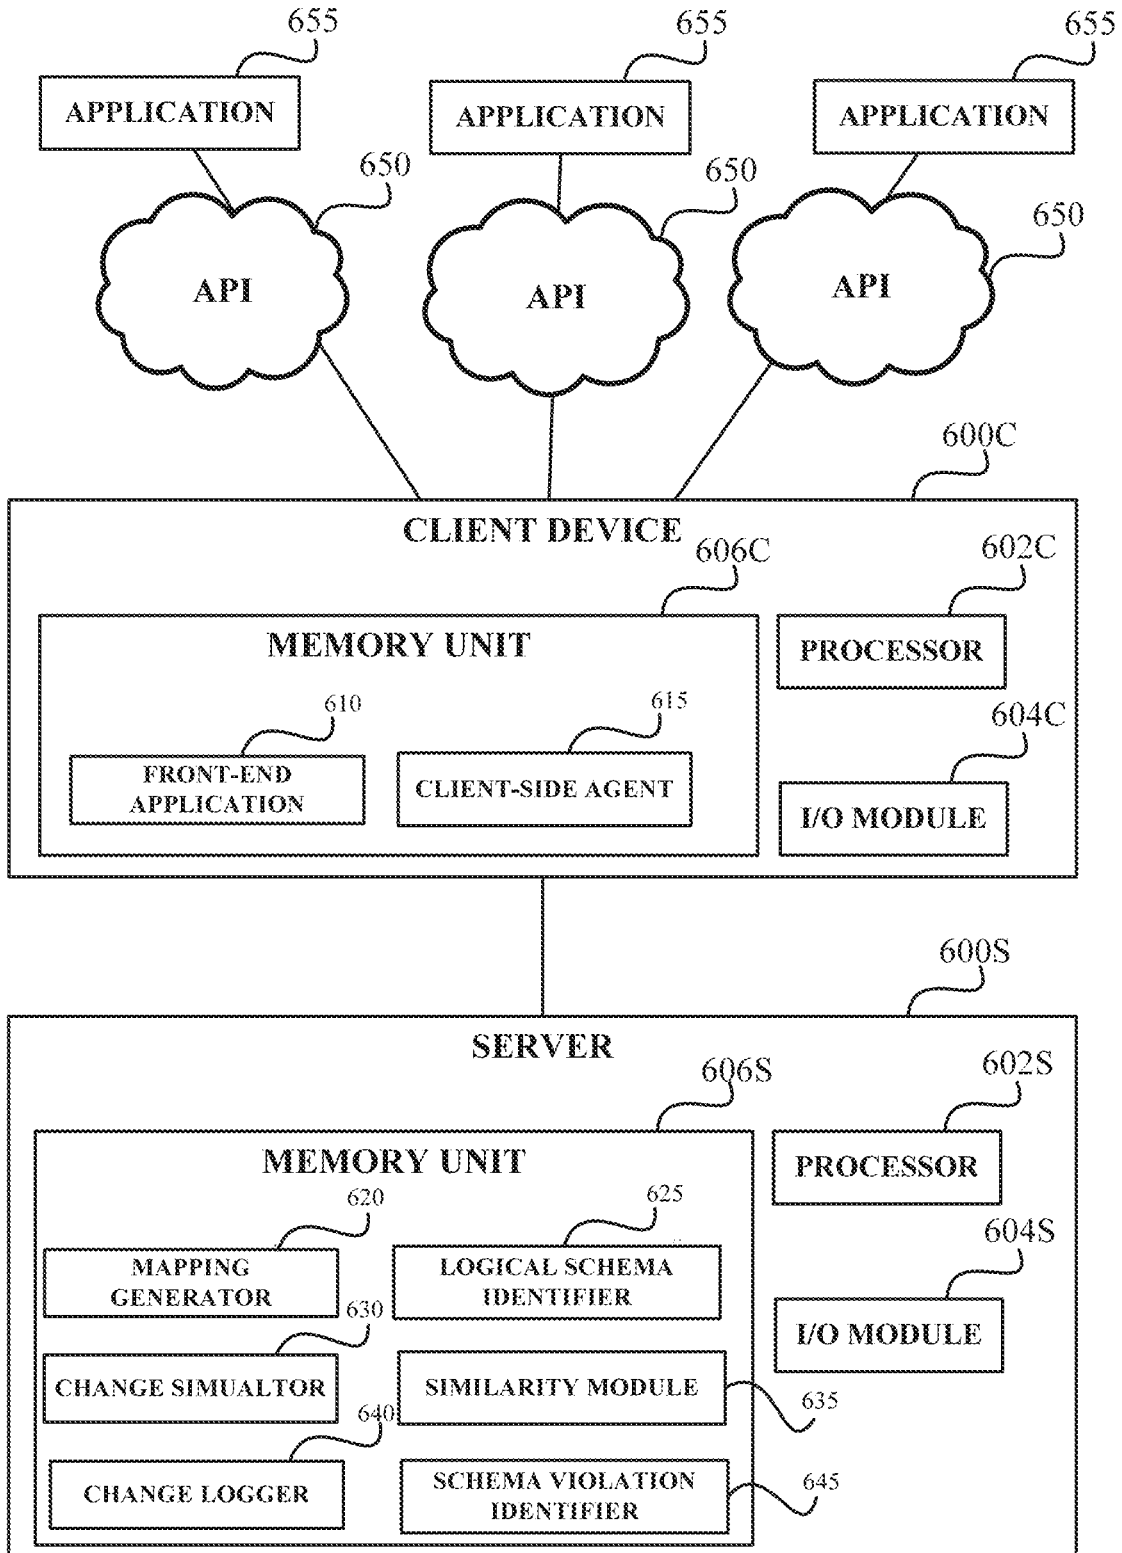 655
655
655
APPLICATION
APPLICATION
APPLICATION
650
650
650
API
API
API
600C
CLIENT DEVICE
606C
602C
MEMORY UNIT
PROCESSOR
610
615
604C
FRONT-END
APPLICATION
CLIENT-SIDE AGENT
I/O MODULE
600S
SERVER
606S
602S
MEMORY UNIT
PROCESSOR
620
625
604S
MAPPING
GENERATOR
LOGICAL SCHEMA
IDENTIFIER
630
I/O MODULE
CHANGE SIMUALTOR
SIMILARITY MODULE
635
640
CHANGE LOGGER
SCHEMA VIOLATION
IDENTIFIER
645